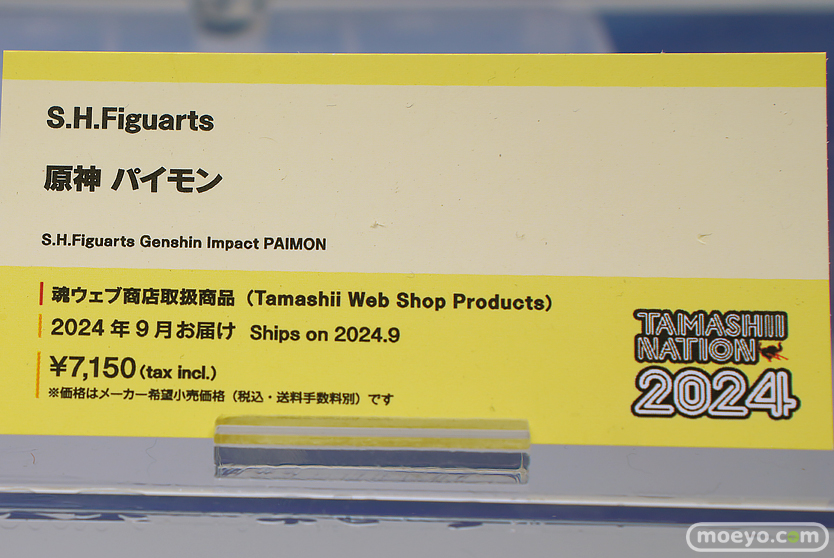 S.H.Figuarts
原神 パイモン
S.H.Figuarts Genshin Impact PAIMON
魂ウェブ商店取扱商品（Tamashii Web Shop Products）
2024年9月お届け Ships on 2024.9
¥7,150(tax incl.)
※価格はメーカー希望小売価格（税込・送料手数料別）です
TAMASHII
NATION
2024
moeyo.com